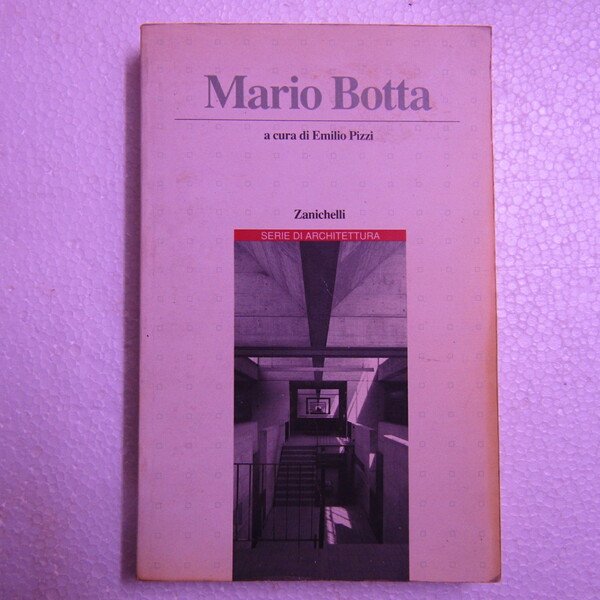 Mario Botta
a cura di Emilio Pizzi
Zanichelli
SERIE DI ARCHITETTURA